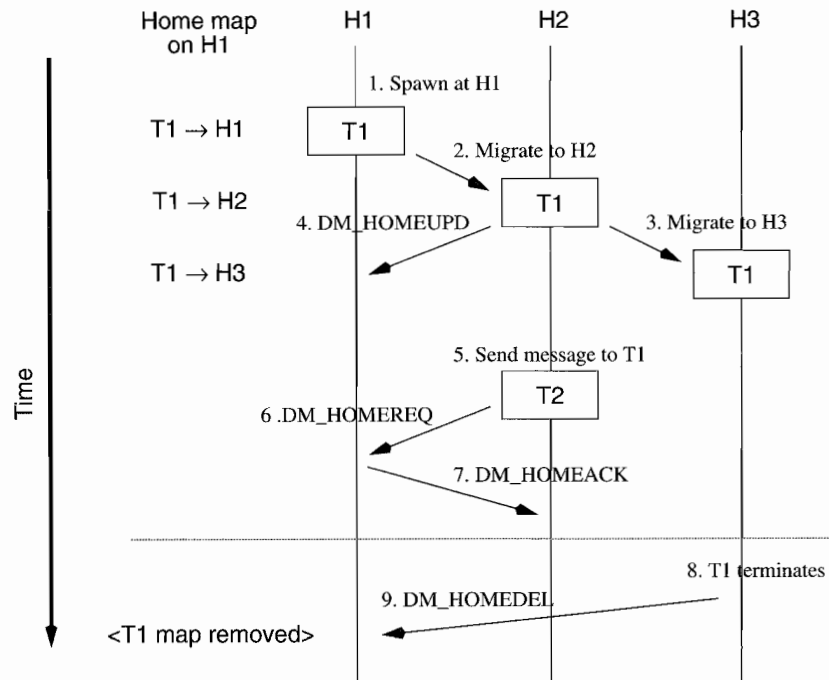 Home map
on H1
H1
H2
H3
1. Spawn at H1
T1 → H1
T1
2. Migrate to H2
T1 → H2
T1
4. DM_HOMEUPD
3. Migrate to H3
T1 → H3
T1
5. Send message to T1
Time
T2
6 .DM_HOMEREQ
7. DM_HOMEACK
8. T1 terminates
9. DM_HOMEDEL
<T1 map removed>